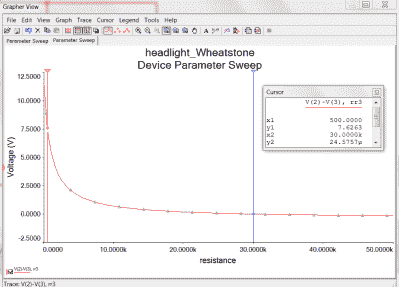 Grapher View
File Edit View Graph Trace Cursor Legend Tools Help
Parameter Sweep Parameter Sweep
headlight_Wheatstone
Device Parameter Sweep
12.5000
10.0000
7.5000
5.0000
2.5000
0.0000
-2.5000
Voltage (V)
0.0000 10.0000k 20.0000k 30.0000k 40.0000k 50.0000k
resistance
Cursor
V(2)-V(3), rr3
x1 500.0000
y1 7.6263
x2 30.0000k
y2 24.5757µ
V(2)-V(3), rr3
Trace: V(2)-V(3), rr3